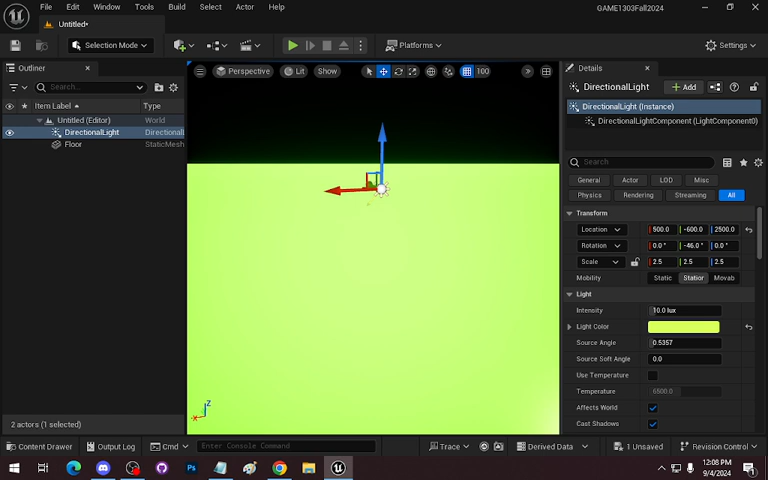 File Edit Window Tools Build Select Actor Help
GAME1303Fall2024
Untitled*
Selection Mode
Platforms
Settings
Outliner
Search...
Item Label Type
Untitled (Editor) World
DirectionalLight Directional
Floor StaticMesh
2 actors (1 selected)
Perspective Lit Show 100
Z
X
Details
DirectionalLight Add
DirectionalLight (Instance)
DirectionalLightComponent (LightComponent0)
Search
General Actor LOD Misc
Physics Rendering Streaming All
Transform
Location 500.0 -600.0 2500.0
Rotation 0.0 ° -46.0 ° 0.0 °
Scale 2.5 2.5 2.5
Mobility Static Station Movab
Light
Intensity 10.0 lux
Light Color
Source Angle 0.5357
Source Soft Angle 0.0
Use Temperature
Temperature 6500.0
Affects World
Cast Shadows
Content Drawer Output Log Cmd Enter Console Command Trace Derived Data 1 Unsaved Revision Control
12:08 PM
9/4/2024